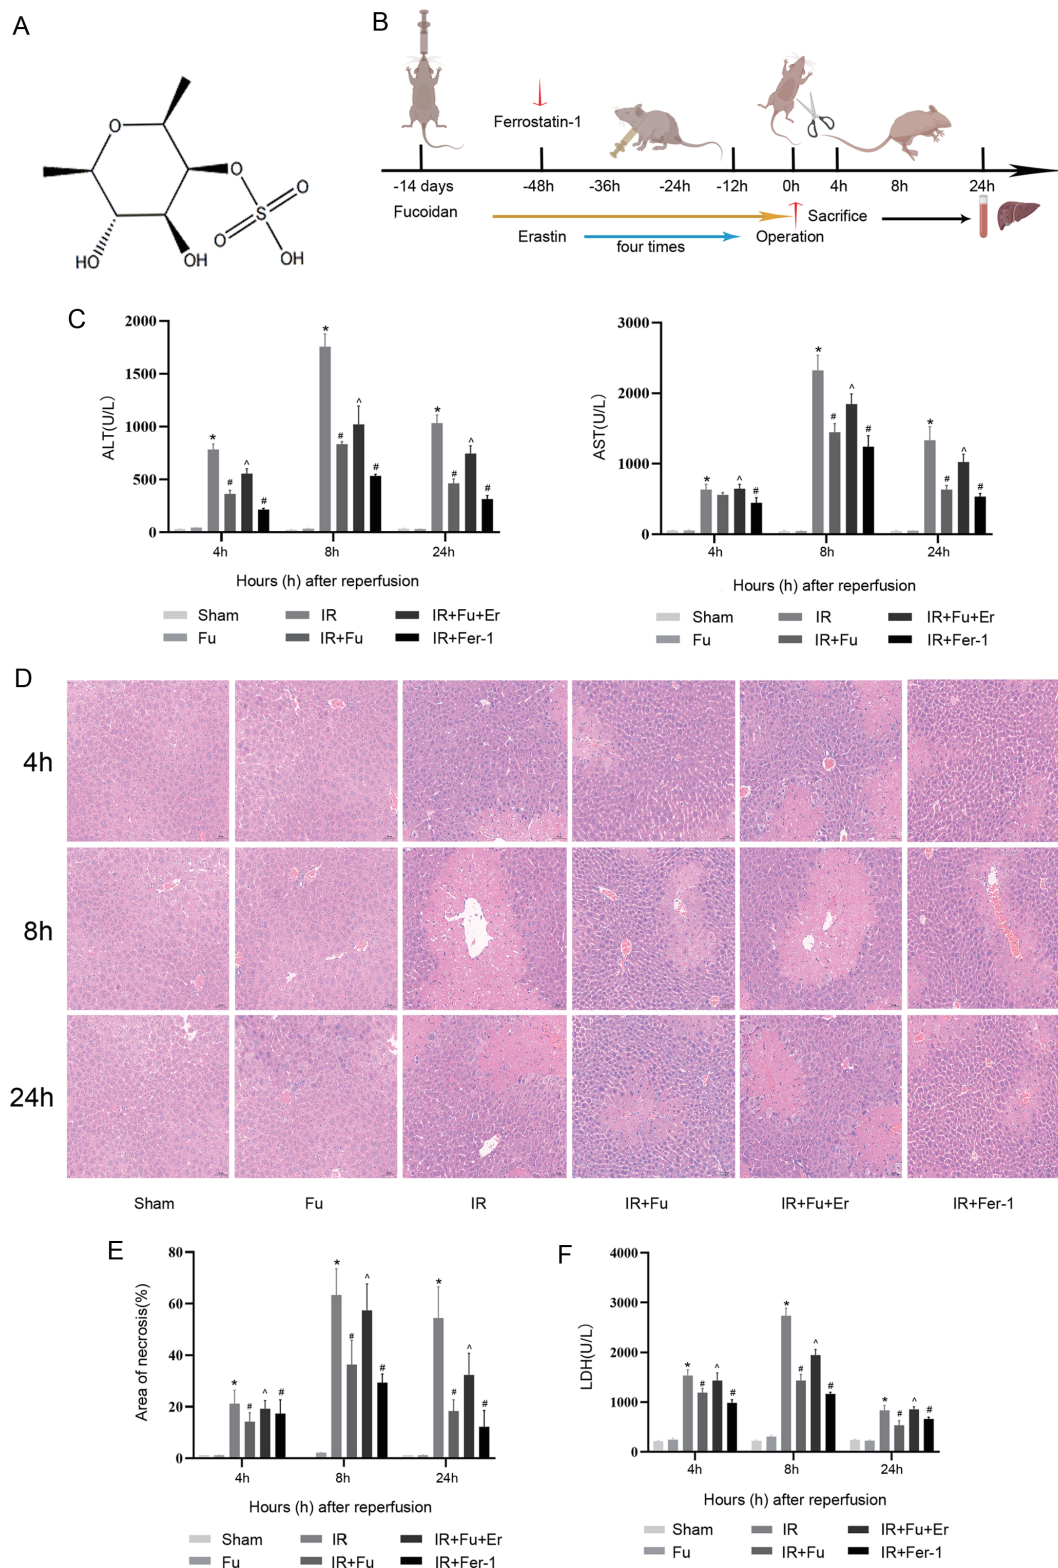 A
O
O
O
S
O
HO
OH
OH
B
Ferrostatin-1
-14 days
-48h
-36h
-24h
-12h
0h
4h
8h
24h
Fucoidan
Sacrifice
Erastin
four times
Operation
C
ALT(U/L)
2000
1500
1000
500
0
*
#
^
#
*
#
^
#
*
#
^
#
4h
8h
24h
Hours (h) after reperfusion
Sham
IR
IR+Fu+Er
Fu
IR+Fu
IR+Fer-1
AST(U/L)
3000
2000
1000
0
*
^
#
*
#
^
#
*
#
^
#
4h
8h
24h
Hours (h) after reperfusion
Sham
IR
IR+Fu+Er
Fu
IR+Fu
IR+Fer-1
D
4h
8h
24h
Sham
Fu
IR
IR+Fu
IR+Fu+Er
IR+Fer-1
E
Area of necrosis(%)
80
60
40
20
0
*
#
^
#
*
#
^
#
*
#
^
#
4h
8h
24h
Hours (h) after reperfusion
Sham
IR
IR+Fu+Er
Fu
IR+Fu
IR+Fer-1
F
LDH(U/L)
4000
3000
2000
1000
0
*
#
^
#
*
#
^
#
*
#
^
#
4h
8h
24h
Hours (h) after reperfusion
Sham
IR
IR+Fu+Er
Fu
IR+Fu
IR+Fer-1